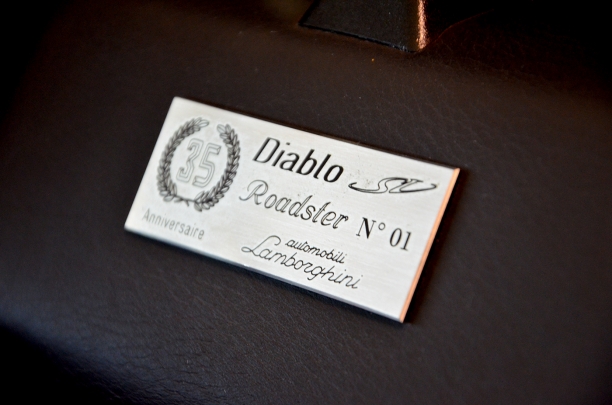 35
Anniversaire
Diablo SV
Roadster N° 01
automobili
Lamborghini